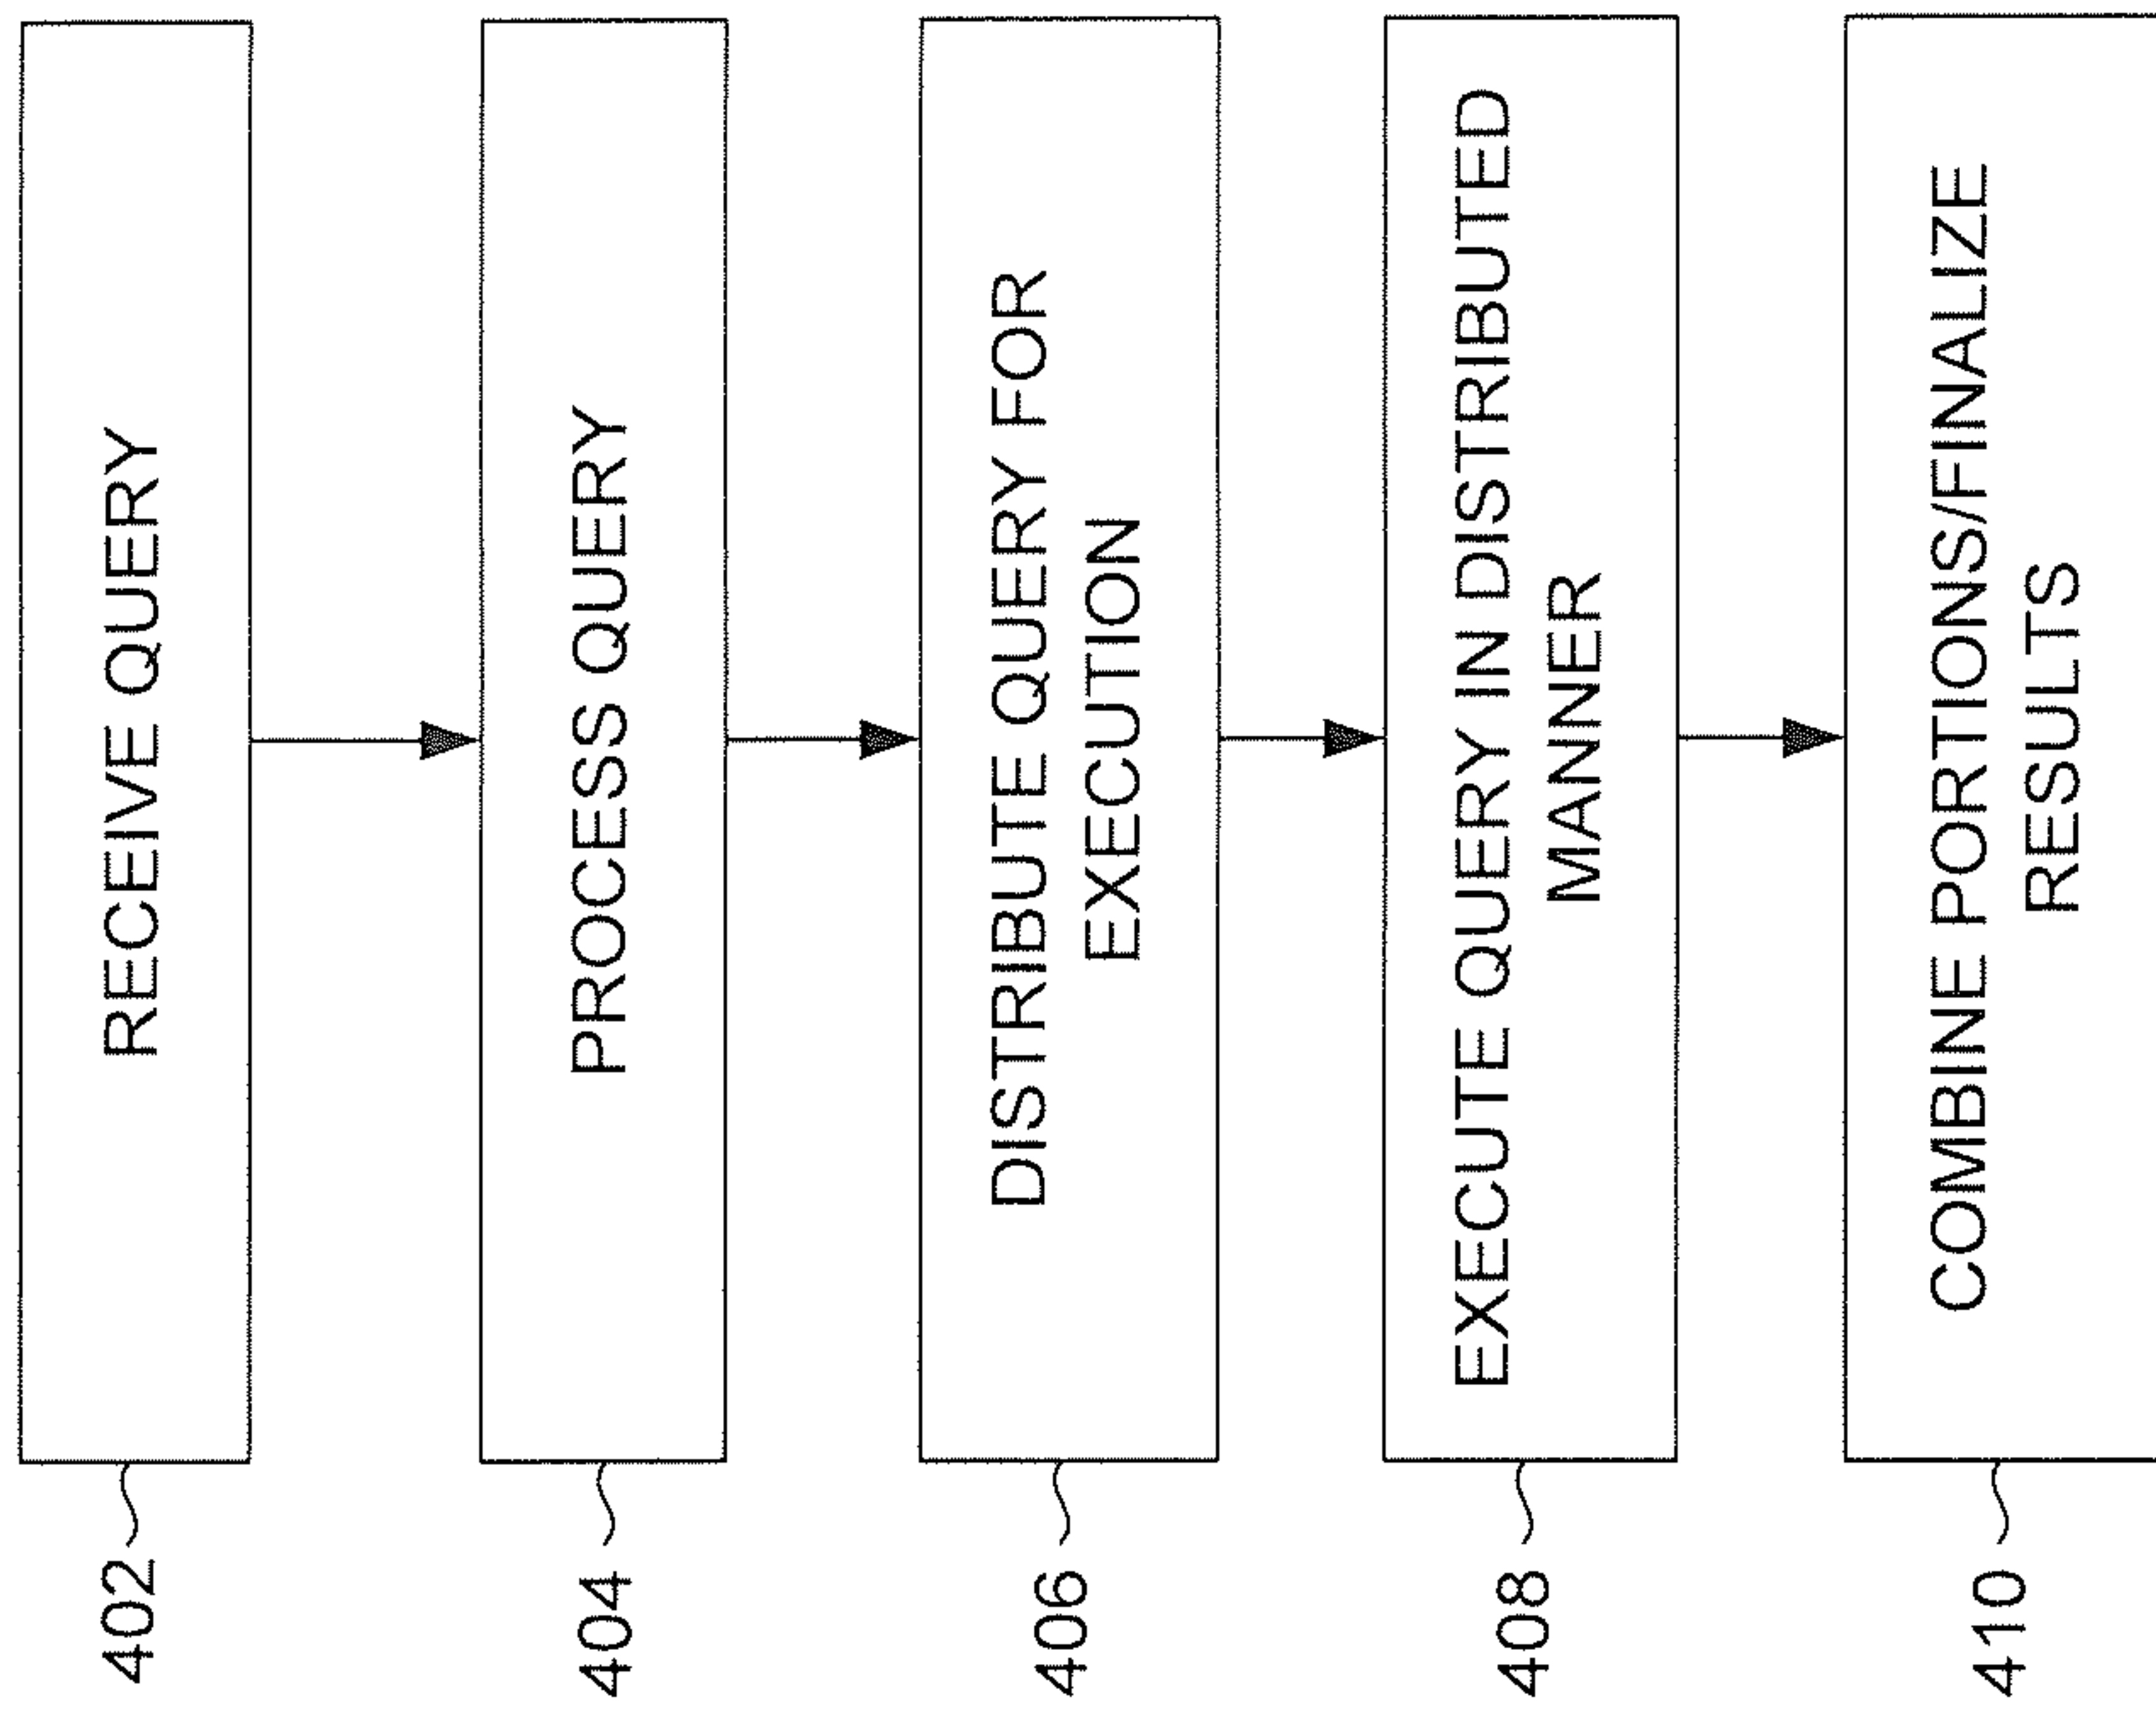 402
RECEIVE QUERY
404
PROCESS QUERY
406
DISTRIBUTE QUERY FOR
EXECUTION
408
EXECUTE QUERY IN DISTRIBUTED
MANNER
410
COMBINE PORTIONS/FINALIZE
RESULTS